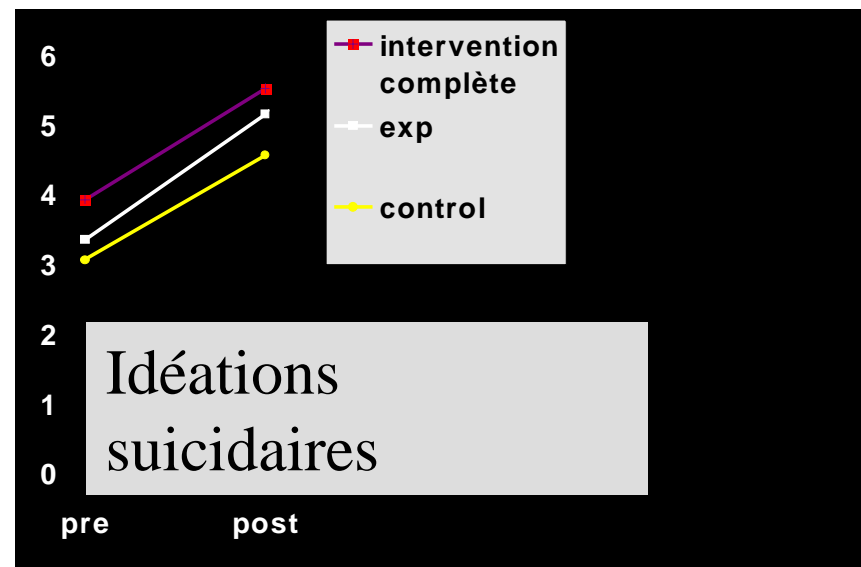 6
5
4
3
2
1
0
pre post
intervention
complète
exp
control
Idéations
suicidaires